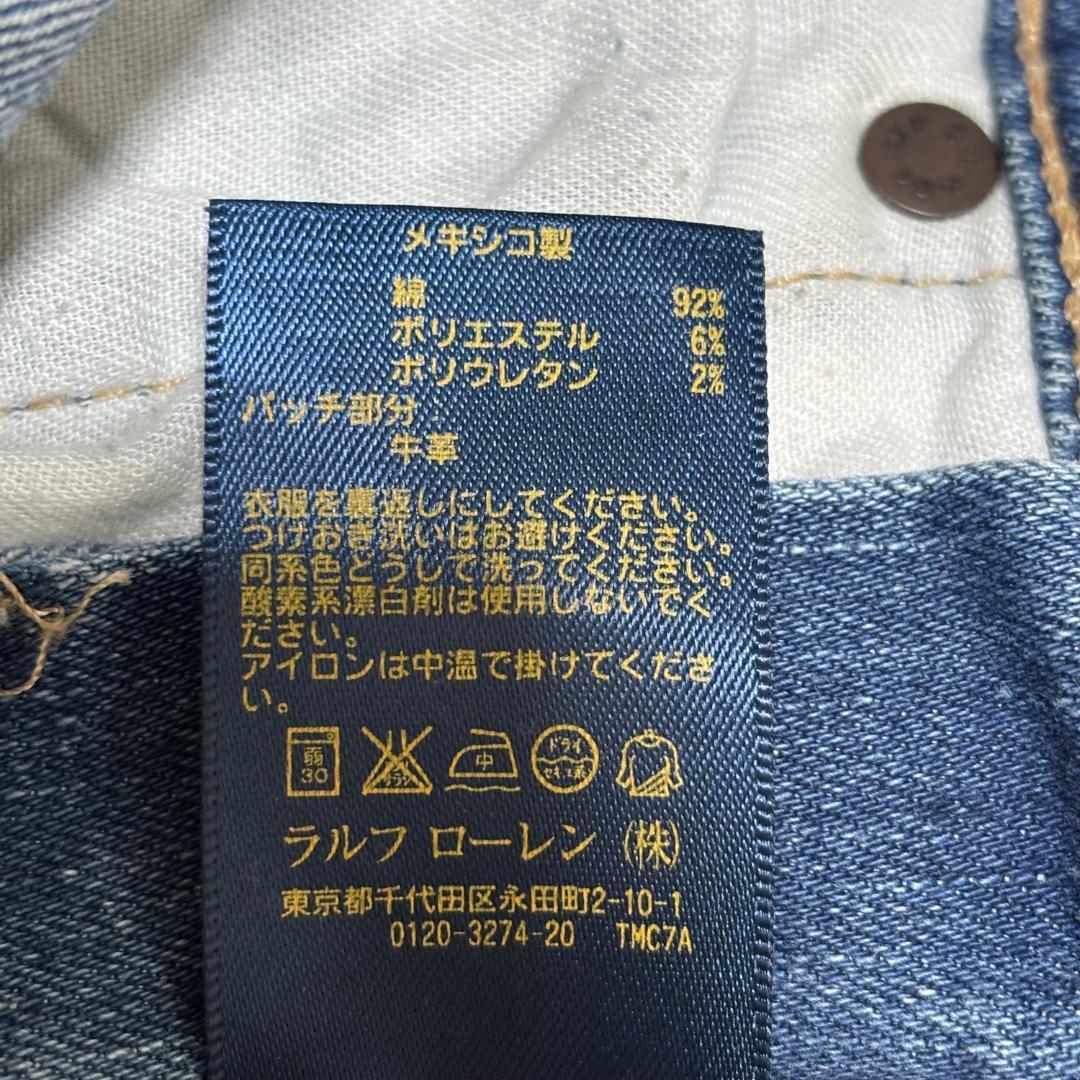 メキシコ製
綿 92%
ポリエステル 6%
ポリウレタン 2%
パッチ部分:
牛革
衣服を裏返しにしてください。
つけおき洗いはお避けください。
同系色どうしで洗ってください。
酸素系漂白剤は使用しないでく
ださい。
アイロンは中温で掛けてくださ
い。
弱 30 中 ドライ セキユ系
ラルフ ローレン (株)
東京都千代田区永田町2-10-1
0120-3274-20 TMC7A